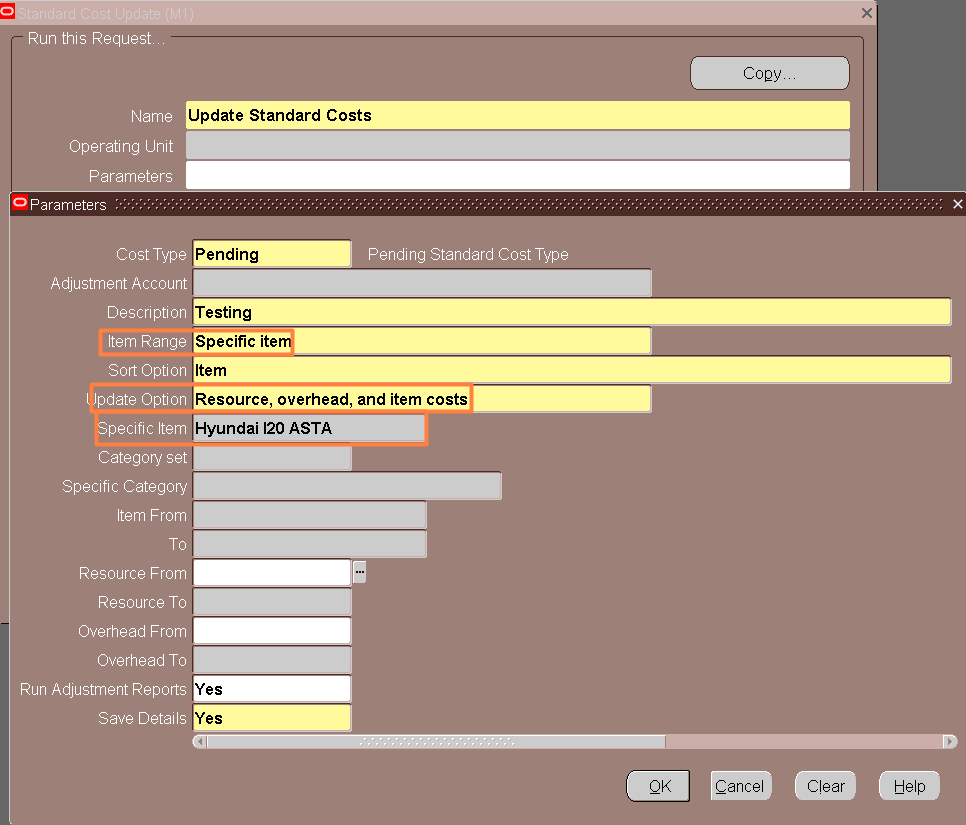 Standard Cost Update (M1)
Run this Request...
Copy...
Name Update Standard Costs
Operating Unit
Parameters
Parameters
Cost Type Pending Pending Standard Cost Type
Adjustment Account
Description Testing
Item Range Specific item
Sort Option Item
Update Option Resource, overhead, and item costs
Specific Item Hyundai I20 ASTA
Category set
Specific Category
Item From
To
Resource From
Resource To
Overhead From
Overhead To
Run Adjustment Reports Yes
Save Details Yes
OK Cancel Clear Help